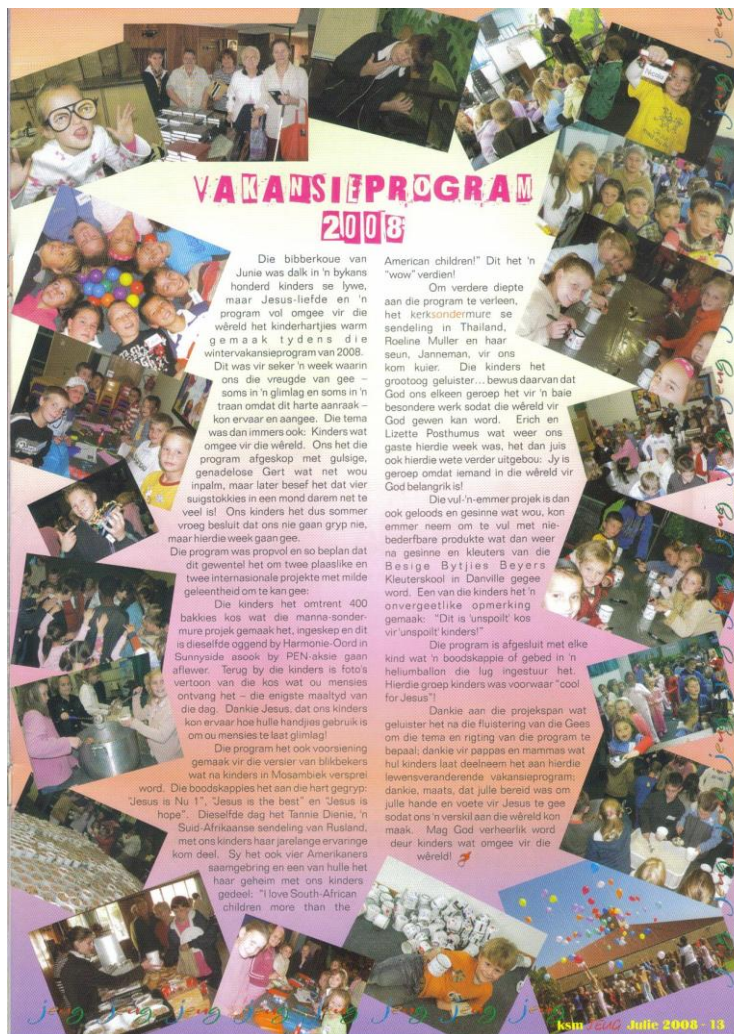 VAKANSIEPROGRAM
2008
Die bibberkoue van
Junie was dalk in 'n bykans
honderd kinders se lywe,
maar Jesus-liefde en 'n
program vol omgee vir die
wêreld het kinderhartjies warm
gemaak tydens die
wintervakansieprogram van 2008.
Dit was vir seker 'n week waarin
ons die vreugde van gee –
soms in 'n glimlag en soms in 'n
traan omdat dit harte aanraak –
kon ervaar en aangee. Die tema
was dan immers ook: Kinders wat
omgee vir die wêreld. Ons het die
program afgeskop met gulsige,
genadelose Gert wat net wou
inpalm, maar later besef het dat vier
suigstokkies in een mond darem net te
veel is! Ons kinders het dus sommer
vroeg besluit dat ons nie gaan gryp nie,
maar hierdie week gaan gee.
Die program was propvol en so beplan dat
dit gewentel het om twee plaaslike en
twee internasionale projekte met milde
geleentheid om te kan gee:
Die kinders het omtrent 400
bakkies kos wat die manna-sonder-
mure projek gemaak het, ingeskep en dit
is dieselfde oggend by Harmonie-Oord in
Sunnyside asook by PEN-aksie gaan
aflewer. Terug by die kinders is foto's
vertoon van die kos wat ou mensies
ontvang het – die enigste maaltyd van
die dag. Dankie Jesus, dat ons kinders
kon ervaar hoe hulle handjies gebruik is
om ou mensies te laat glimlag!
Die program het ook voorsiening
gemaak vir die versier van blikbekers
wat na kinders in Mosambiek versprei
word. Die boodskappies het aan die hart gegryp:
"Jesus is Nu 1", "Jesus is the best" en "Jesus is
hope". Dieselfde dag het Tannie Dienie, 'n
Suid-Afrikaanse sendeling van Rusland,
met ons kinders haar jarelange ervaringe
kom deel. Sy het ook vier Amerikaners
saamgebring en een van hulle het
haar geheim met ons kinders
gedeel: "I love South-African
children more than the
American children!" Dit het 'n
"wow" verdien!
Om verdere diepte
aan die program te verleen,
het kerksondermure se
sendeling in Thailand,
Roeline Muller en haar
seun, Janneman, vir ons
kom kuier. Die kinders het
grootoog geluister... bewus daarvan dat
God ons elkeen geroep het vir 'n baie
besondere werk sodat die wêreld vir
God gewen kan word. Erich en
Lizette Posthumus wat weer ons
gaste hierdie week was, het dan juis
ook hierdie wete verder uitgebou: Jy is
geroep omdat iemand in die wêreld vir
God belangrik is!
Die vul-'n-emmer projek is dan
ook geloods en gesinne wat wou, kon
emmer neem om te vul met nie-
bederfbare produkte wat dan weer
na gesinne en kleuters van die
Besige Bytjies Beyers
Kleuterskool in Danville gegee
word. Een van die kinders het 'n
onvergeetlike opmerking
gemaak: "Dit is 'unspoilt' kos
vir 'unspoilt' kinders!"
Die program is afgesluit met elke
kind wat 'n boodskappie of gebed in 'n
heliumballon die lug ingestuur het.
Hierdie groep kinders was voorwaar "cool
for Jesus"!
Dankie aan die projekspan wat
geluister het na die fluistering van die Gees
om die tema en rigting van die program te
bepaal; dankie vir pappas en mammas wat
hul kinders laat deelneem het aan hierdie
lewensveranderende vakansieprogram;
dankie, maats, dat julle bereid was om
julle hande en voete vir Jesus te gee
sodat ons 'n verskil aan die wêreld kon
maak. Mag God verheerlik word
deur kinders wat omgee vir die
wêreld!
jeug jeug jeug jeug jeug jeug jeug
ksm JEUG Julie 2008 - 13